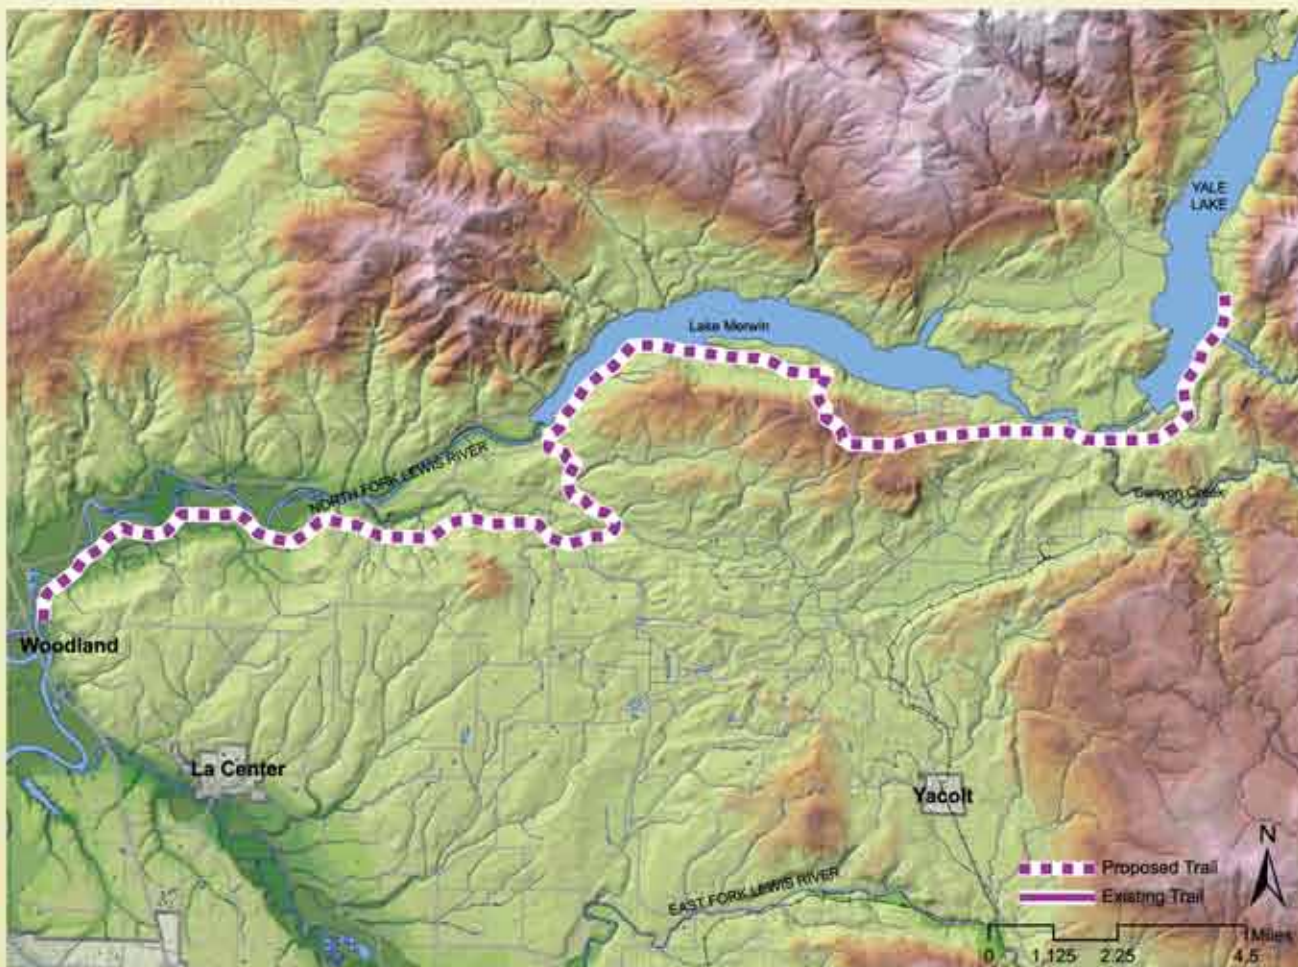 YALE
LAKE
Lake Merwin
NORTH FORK LEWIS RIVER
Canyon Creek
Woodland
La Center
Yacolt
EAST FORK LEWIS RIVER
N
Proposed Trail
Existing Trail
Miles
0 1.125 2.25 4.5